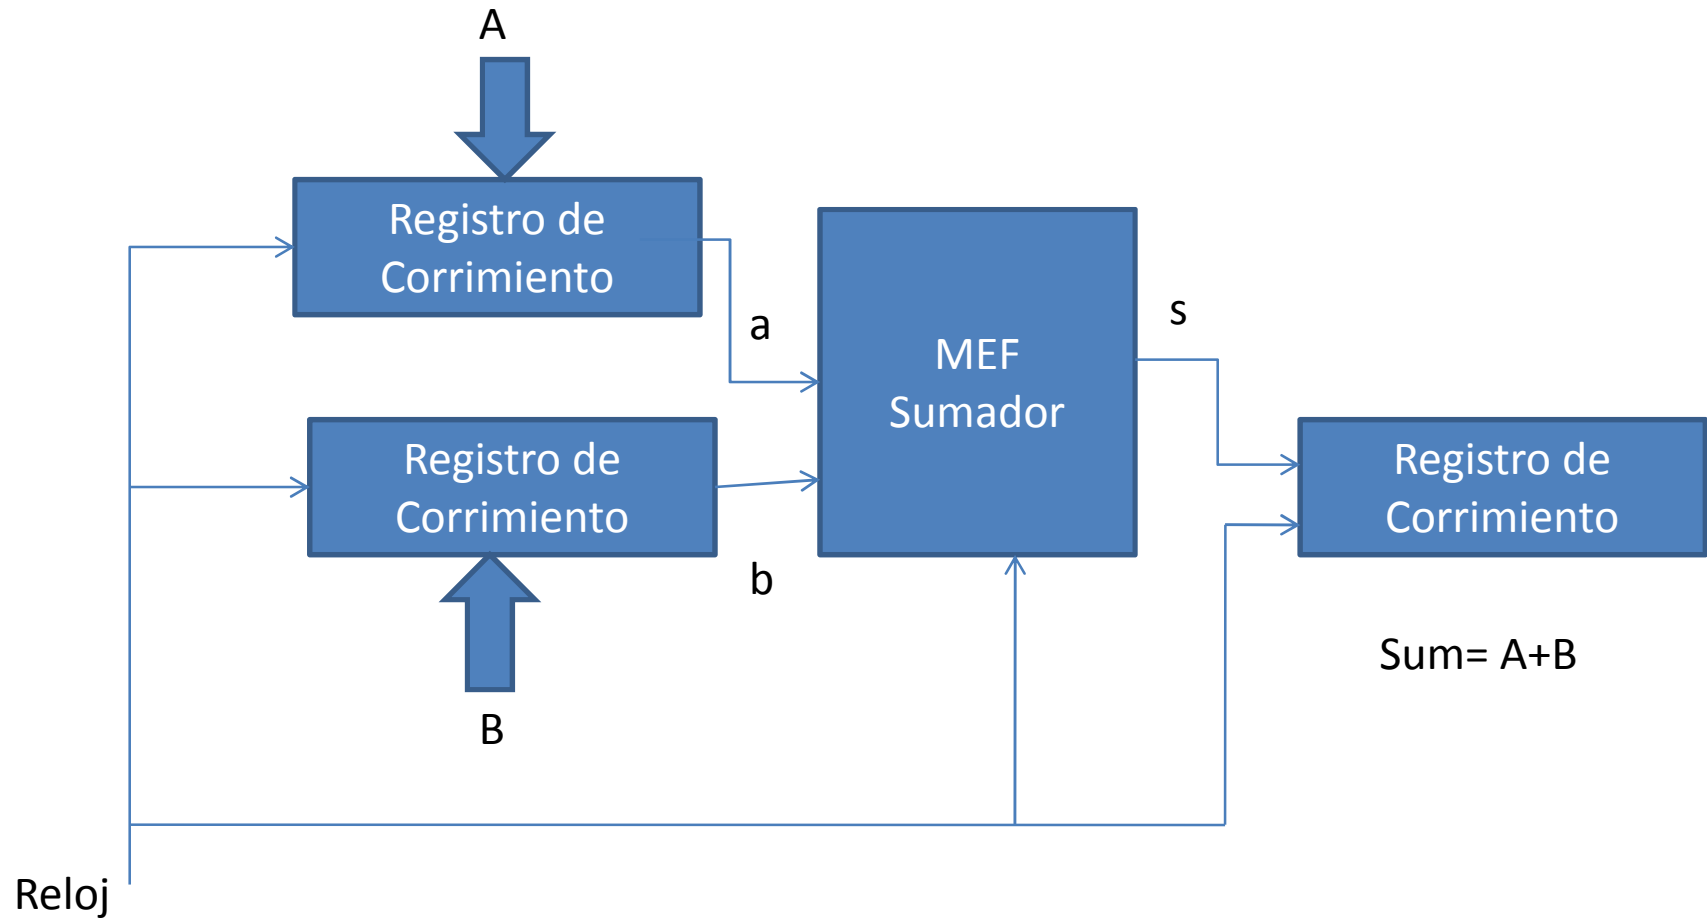 A
Registro de
Corrimiento
a
MEF
Sumador
s
Registro de
Corrimiento
b
Registro de
Corrimiento
Sum= A+B
B
Reloj